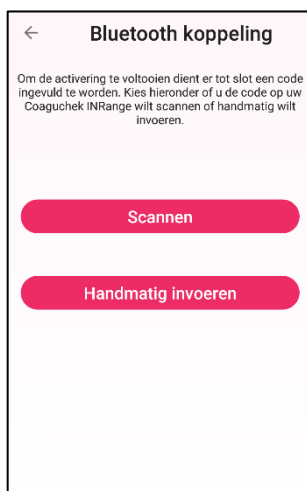 Bluetooth koppeling
Om de activering te voltooien dient er tot slot een code
ingevuld te worden. Kies hieronder of u de code op uw
Coaguchek INRange wilt scannen of handmatig wilt
invoeren.
Scannen
Handmatig invoeren